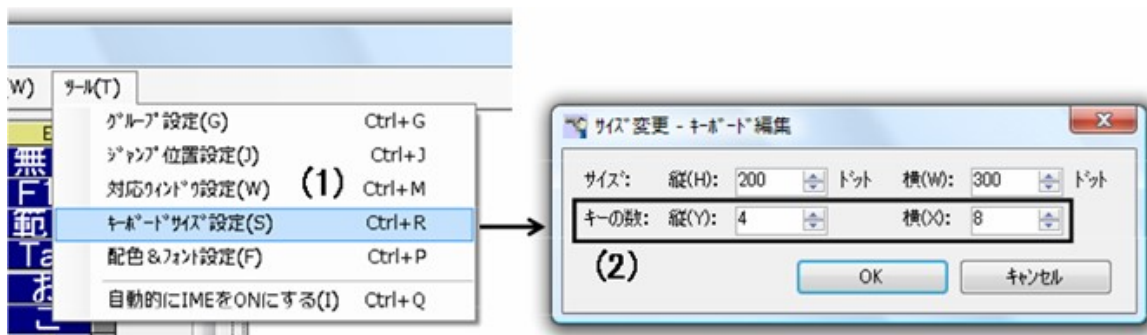 (W) ﾂｰﾙ(T)
ｸﾞﾙｰﾌﾟ設定(G) Ctrl+G
ｼﾞｬﾝﾌﾟ位置設定(J) Ctrl+J
対応ｳｨﾝﾄﾞｳ設定(W) (1) Ctrl+M
ｷｰﾎﾞｰﾄﾞｻｲｽﾞ設定(S) Ctrl+R
配色&ﾌｫﾝﾄ設定(F) Ctrl+P
自動的にIMEをONにする(I) Ctrl+Q
E
無
F1
範
Ta
お
こ
ｻｲｽﾞ変更 - ｷｰﾎﾞｰﾄﾞ編集
ｻｲｽﾞ: 縦(H): 200 ﾄﾞｯﾄ 横(W): 300 ﾄﾞｯﾄ
キーの数: 縦(Y): 4 横(X): 8
(2)
OK ｷｬﾝｾﾙ